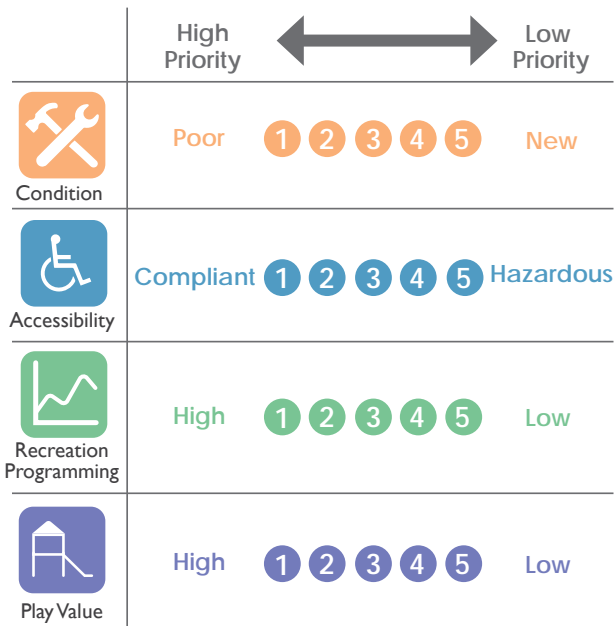 High
Priority
Low
Priority
Condition
Poor
1 2 3 4 5
New
Accessibility
Compliant
1 2 3 4 5
Hazardous
Recreation
Programming
High
1 2 3 4 5
Low
Play Value
High
1 2 3 4 5
Low